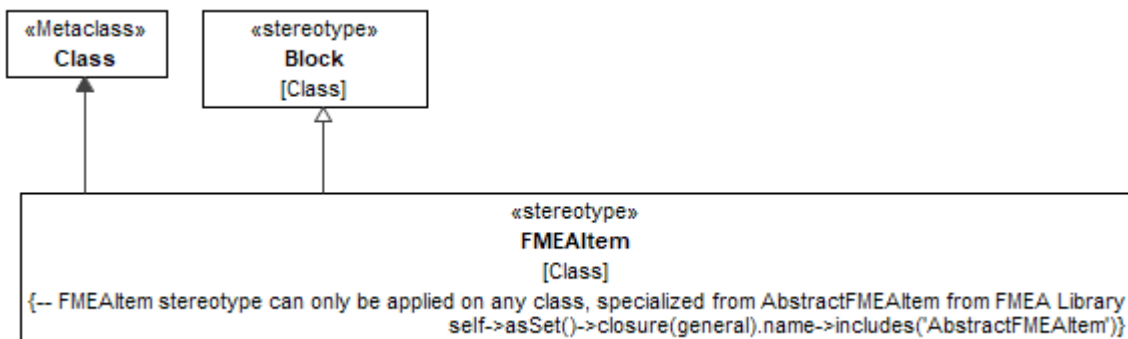 «Metaclass»
Class
«stereotype»
Block
[Class]
«stereotype»
FMEAItem
[Class]
{-- FMEAItem stereotype can only be applied on any class, specialized from AbstractFMEAItem from FMEA Library
self->asSet()->closure(general).name->includes('AbstractFMEAItem')}